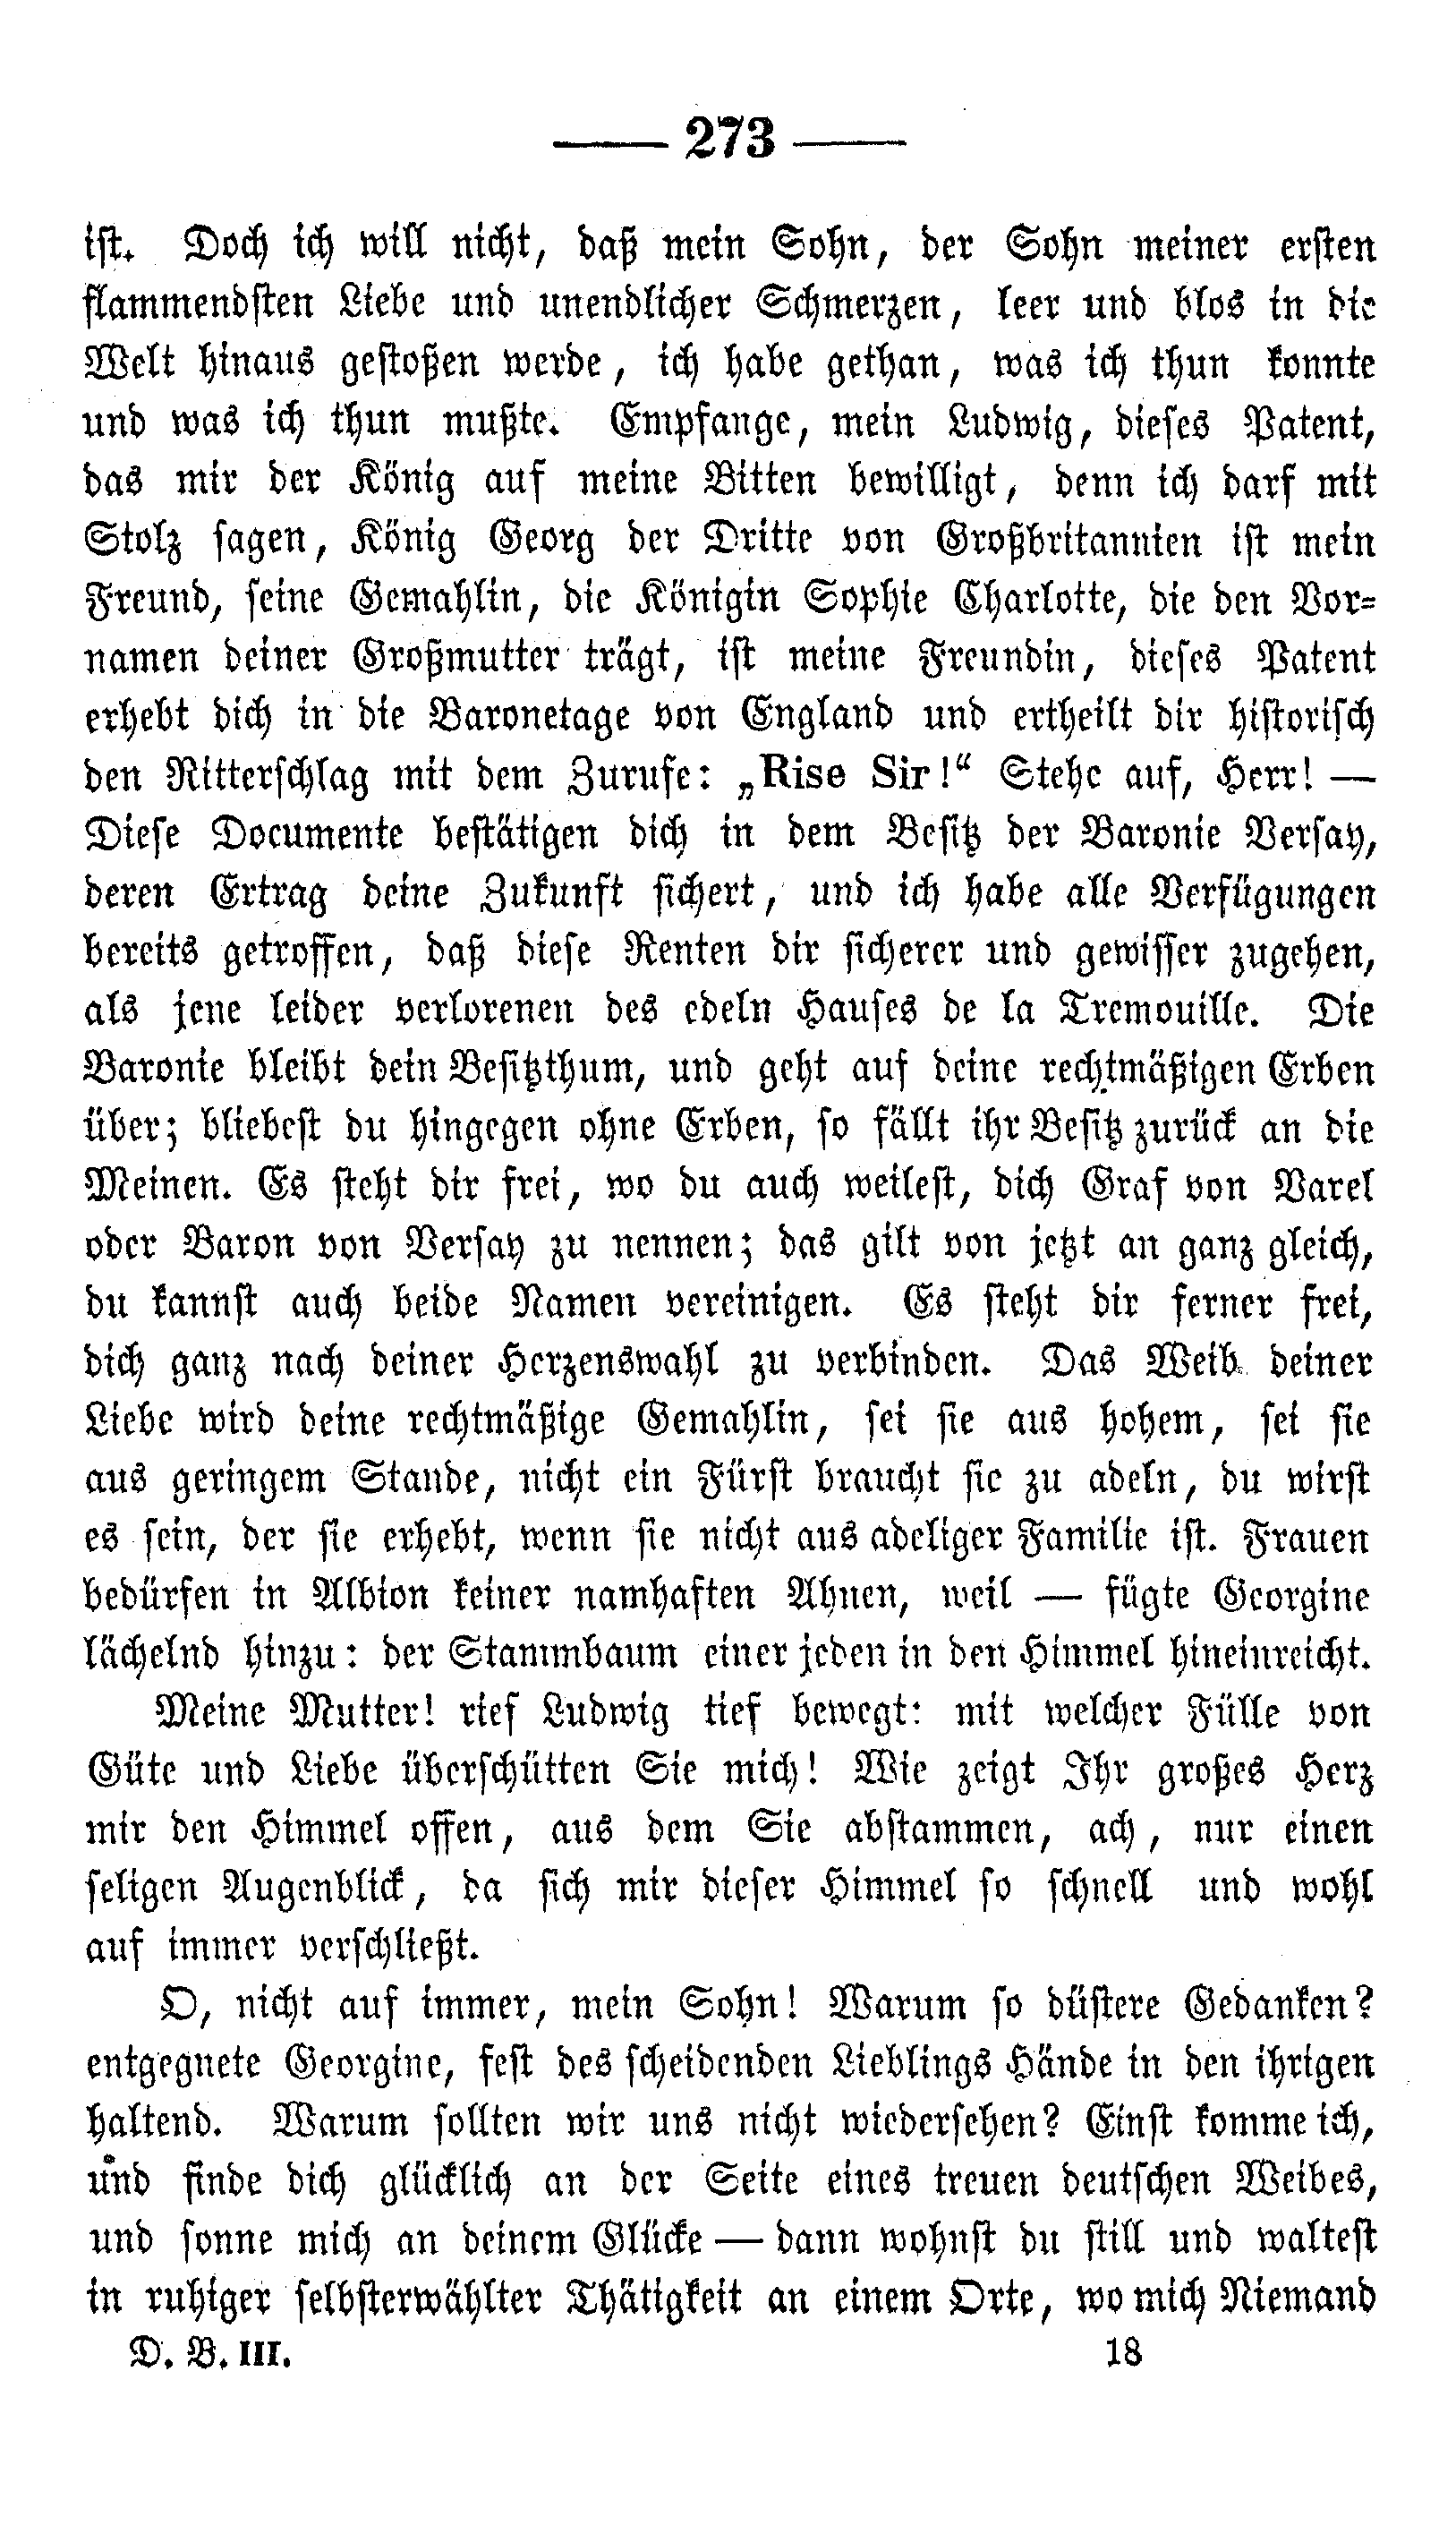 — 273 —
ist. Doch ich will nicht, daß mein Sohn, der Sohn meiner ersten
flammendsten Liebe und unendlicher Schmerzen, leer und blos in die
Welt hinaus gestoßen werde, ich habe gethan, was ich thun konnte
und was ich thun mußte. Empfange, mein Ludwig, dieses Patent,
das mir der König auf meine Bitten bewilligt, denn ich darf mit
Stolz sagen, König Georg der Dritte von Großbritannien ist mein
Freund, seine Gemahlin, die Königin Sophie Charlotte, die den Vor=
namen deiner Großmutter trägt, ist meine Freundin, dieses Patent
erhebt dich in die Baronetage von England und ertheilt dir historisch
den Ritterschlag mit dem Zurufe: „Rise Sir!“ Stehe auf, Herr! —
Diese Documente bestätigen dich in dem Besitz der Baronie Versay,
deren Ertrag deine Zukunft sichert, und ich habe alle Verfügungen
bereits getroffen, daß diese Renten dir sicherer und gewisser zugehen,
als jene leider verlorenen des edeln Hauses de la Tremouille. Die
Baronie bleibt dein Besitzthum, und geht auf deine rechtmäßigen Erben
über; bliebest du hingegen ohne Erben, so fällt ihr Besitz zurück an die
Meinen. Es steht dir frei, wo du auch weilest, dich Graf von Varel
oder Baron von Versay zu nennen; das gilt von jetzt an ganz gleich,
du kannst auch beide Namen vereinigen. Es steht dir ferner frei,
dich ganz nach deiner Herzenswahl zu verbinden. Das Weib deiner
Liebe wird deine rechtmäßige Gemahlin, sei sie aus hohem, sei sie
aus geringem Stande, nicht ein Fürst braucht sie zu adeln, du wirst
es sein, der sie erhebt, wenn sie nicht aus adeliger Familie ist. Frauen
bedürfen in Albion keiner namhaften Ahnen, weil — fügte Georgine
lächelnd hinzu: der Stammbaum einer jeden in den Himmel hineinreicht.
Meine Mutter! rief Ludwig tief bewegt: mit welcher Fülle von
Güte und Liebe überschütten Sie mich! Wie zeigt Ihr großes Herz
mir den Himmel offen, aus dem Sie abstammen, ach, nur einen
seligen Augenblick, da sich mir dieser Himmel so schnell und wohl
auf immer verschließt.
O, nicht auf immer, mein Sohn! Warum so düstere Gedanken?
entgegnete Georgine, fest des scheidenden Lieblings Hände in den ihrigen
haltend. Warum sollten wir uns nicht wiedersehen? Einst komme ich,
und finde dich glücklich an der Seite eines treuen deutschen Weibes,
und sonne mich an deinem Glücke — dann wohnst du still und waltest
in ruhiger selbsterwählter Thätigkeit an einem Orte, wo mich Niemand
D. B. III. 18